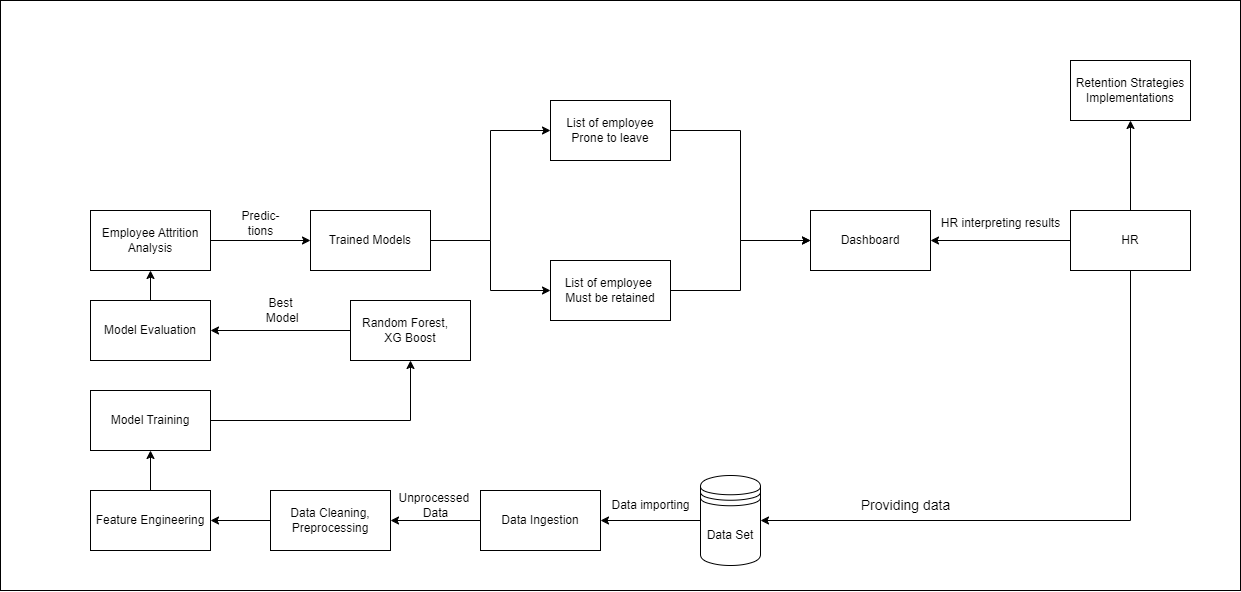 Retention Strategies
Implementations
List of employee
Prone to leave
Employee Attrition
Analysis
Predic-
tions
Trained Models
Dashboard
HR interpreting results
HR
List of employee
Must be retained
Model Evaluation
Best
Model
Random Forest,
XG Boost
Model Training
Feature Engineering
Data Cleaning,
Preprocessing
Unprocessed
Data
Data Ingestion
Data importing
Data Set
Providing data